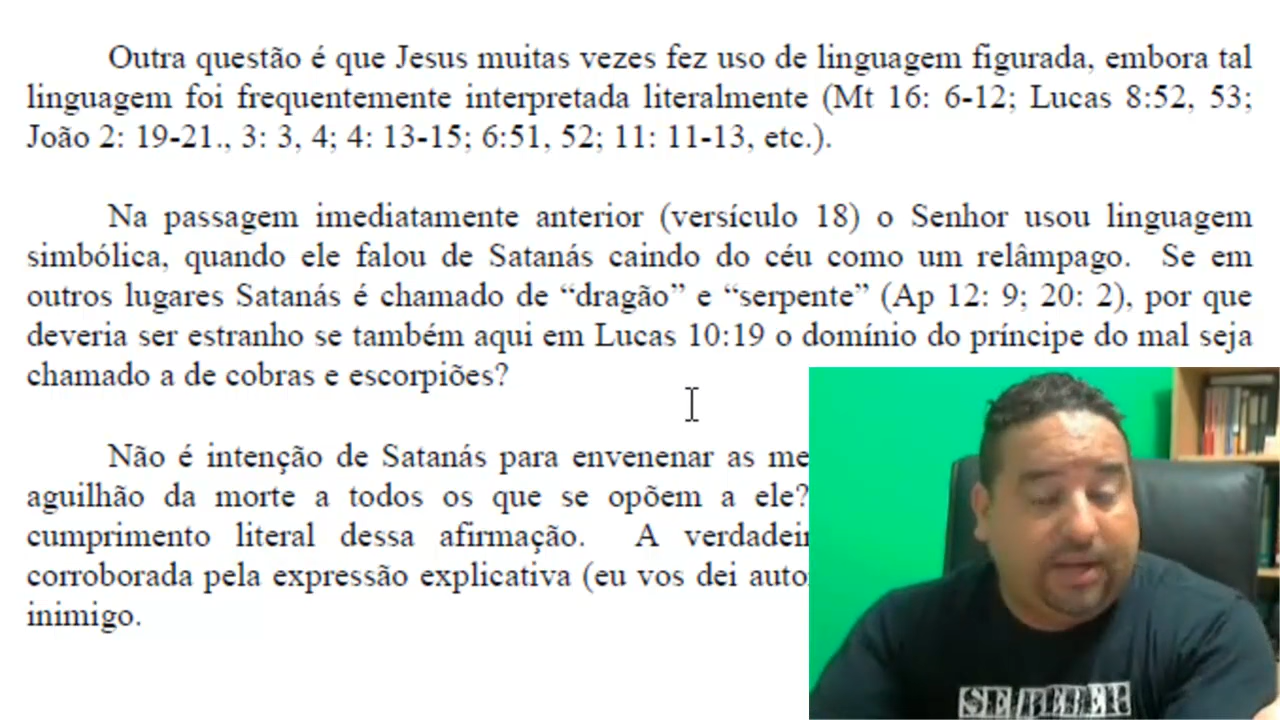 Outra questão é que Jesus muitas vezes fez uso de linguagem figurada, embora tal
linguagem foi frequentemente interpretada literalmente (Mt 16: 6-12; Lucas 8:52, 53;
João 2: 19-21., 3: 3, 4; 4: 13-15; 6:51, 52; 11: 11-13, etc.).
Na passagem imediatamente anterior (versículo 18) o Senhor usou linguagem
simbólica, quando ele falou de Satanás caindo do céu como um relâmpago. Se em
outros lugares Satanás é chamado de “dragão” e “serpente” (Ap 12: 9; 20: 2), por que
deveria ser estranho se também aqui em Lucas 10:19 o domínio do príncipe do mal seja
chamado a de cobras e escorpiões?
Não é intenção de Satanás para envenenar as me
aguilhão da morte a todos os que se opõem a ele?
cumprimento literal dessa afirmação. A verdadeir
corroborada pela expressão explicativa (eu vos dei auto
inimigo.
SE BEBER